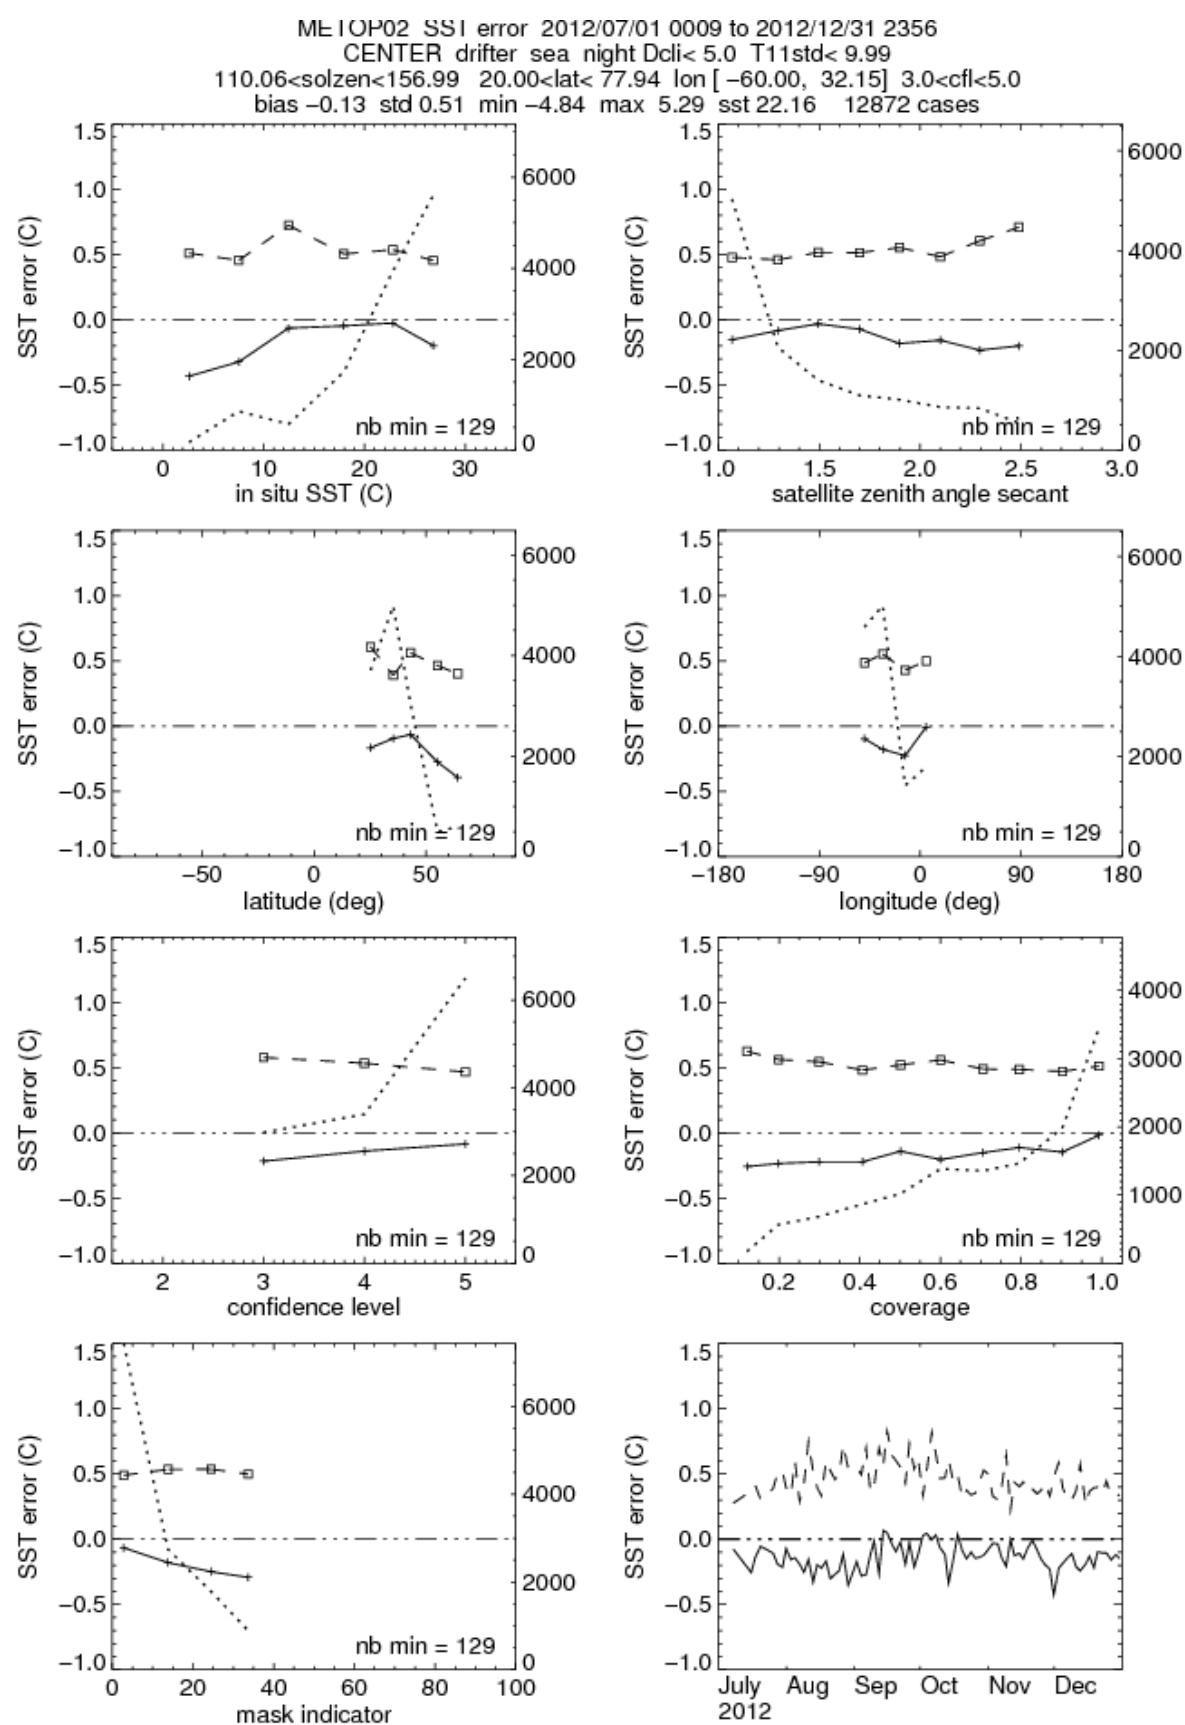 METOP02 SST error 2012/07/01 0009 to 2012/12/31 2356
CENTER drifter sea night Dcli< 5.0 T11std< 9.99
110.06<solzen<156.99 20.00<lat< 77.94 lon [ −60.00, 32.15] 3.0<cfl<5.0
bias −0.13 std 0.51 min −4.84 max 5.29 sst 22.16 12872 cases
1.5
1.0
0.5
0.0
−0.5
−1.0
SST error (C)
6000
4000
2000
0
nb min = 129
0 10 20 30
in situ SST (C)
1.5
1.0
0.5
0.0
−0.5
−1.0
SST error (C)
6000
4000
2000
0
nb min = 129
1.0 1.5 2.0 2.5 3.0
satellite zenith angle secant
1.5
1.0
0.5
0.0
−0.5
−1.0
SST error (C)
6000
4000
2000
0
nb min = 129
−50 0 50
latitude (deg)
1.5
1.0
0.5
0.0
−0.5
−1.0
SST error (C)
6000
4000
2000
0
nb min = 129
−180 −90 0 90 180
longitude (deg)
1.5
1.0
0.5
0.0
−0.5
−1.0
SST error (C)
6000
4000
2000
0
nb min = 129
2 3 4 5
confidence level
1.5
1.0
0.5
0.0
−0.5
−1.0
SST error (C)
4000
3000
2000
1000
0
nb min = 129
0.2 0.4 0.6 0.8 1.0
coverage
1.5
1.0
0.5
0.0
−0.5
−1.0
SST error (C)
6000
4000
2000
0
nb min = 129
0 20 40 60 80 100
mask indicator
1.5
1.0
0.5
0.0
−0.5
−1.0
SST error (C)
July Aug Sep Oct Nov Dec
2012